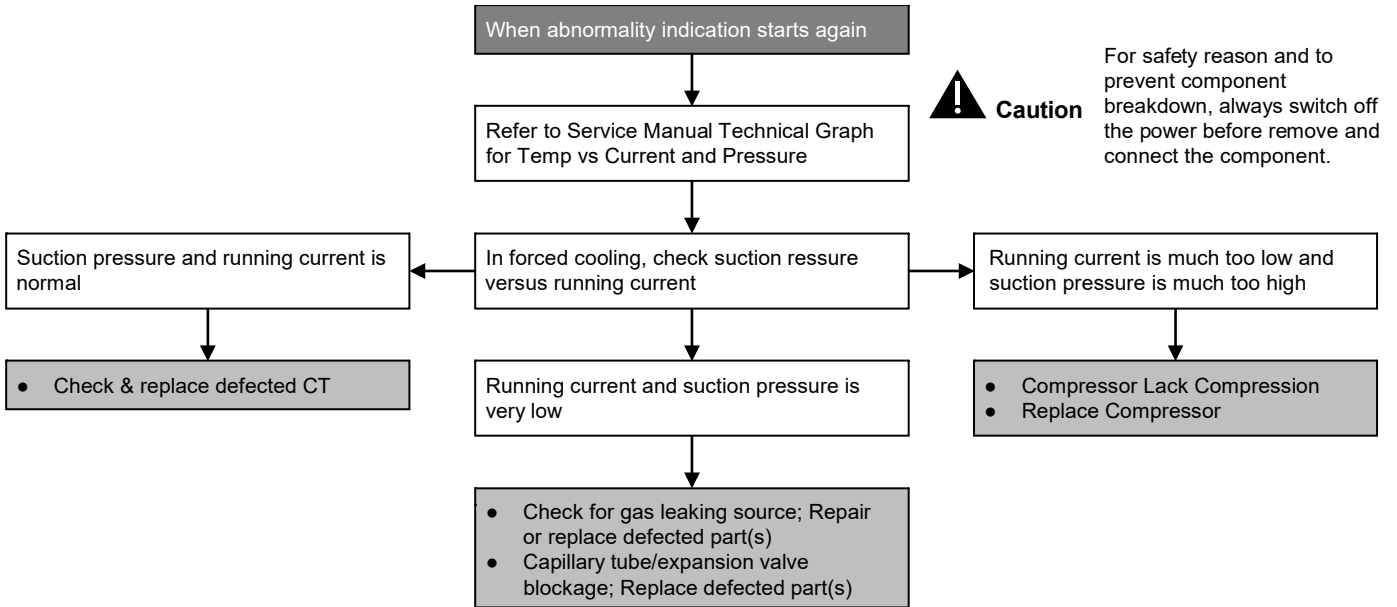 When abnormality indication starts again
For safety reason and to
prevent component
breakdown, always switch off
the power before remove and
connect the component.
Caution
Refer to Service Manual Technical Graph
for Temp vs Current and Pressure
Suction pressure and running current is
normal
In forced cooling, check suction ressure
versus running current
Running current is much too low and
suction pressure is much too high
● Check & replace defected CT
Running current and suction pressure is
very low
● Compressor Lack Compression
● Replace Compressor
● Check for gas leaking source; Repair
or replace defected part(s)
● Capillary tube/expansion valve
blockage; Replace defected part(s)